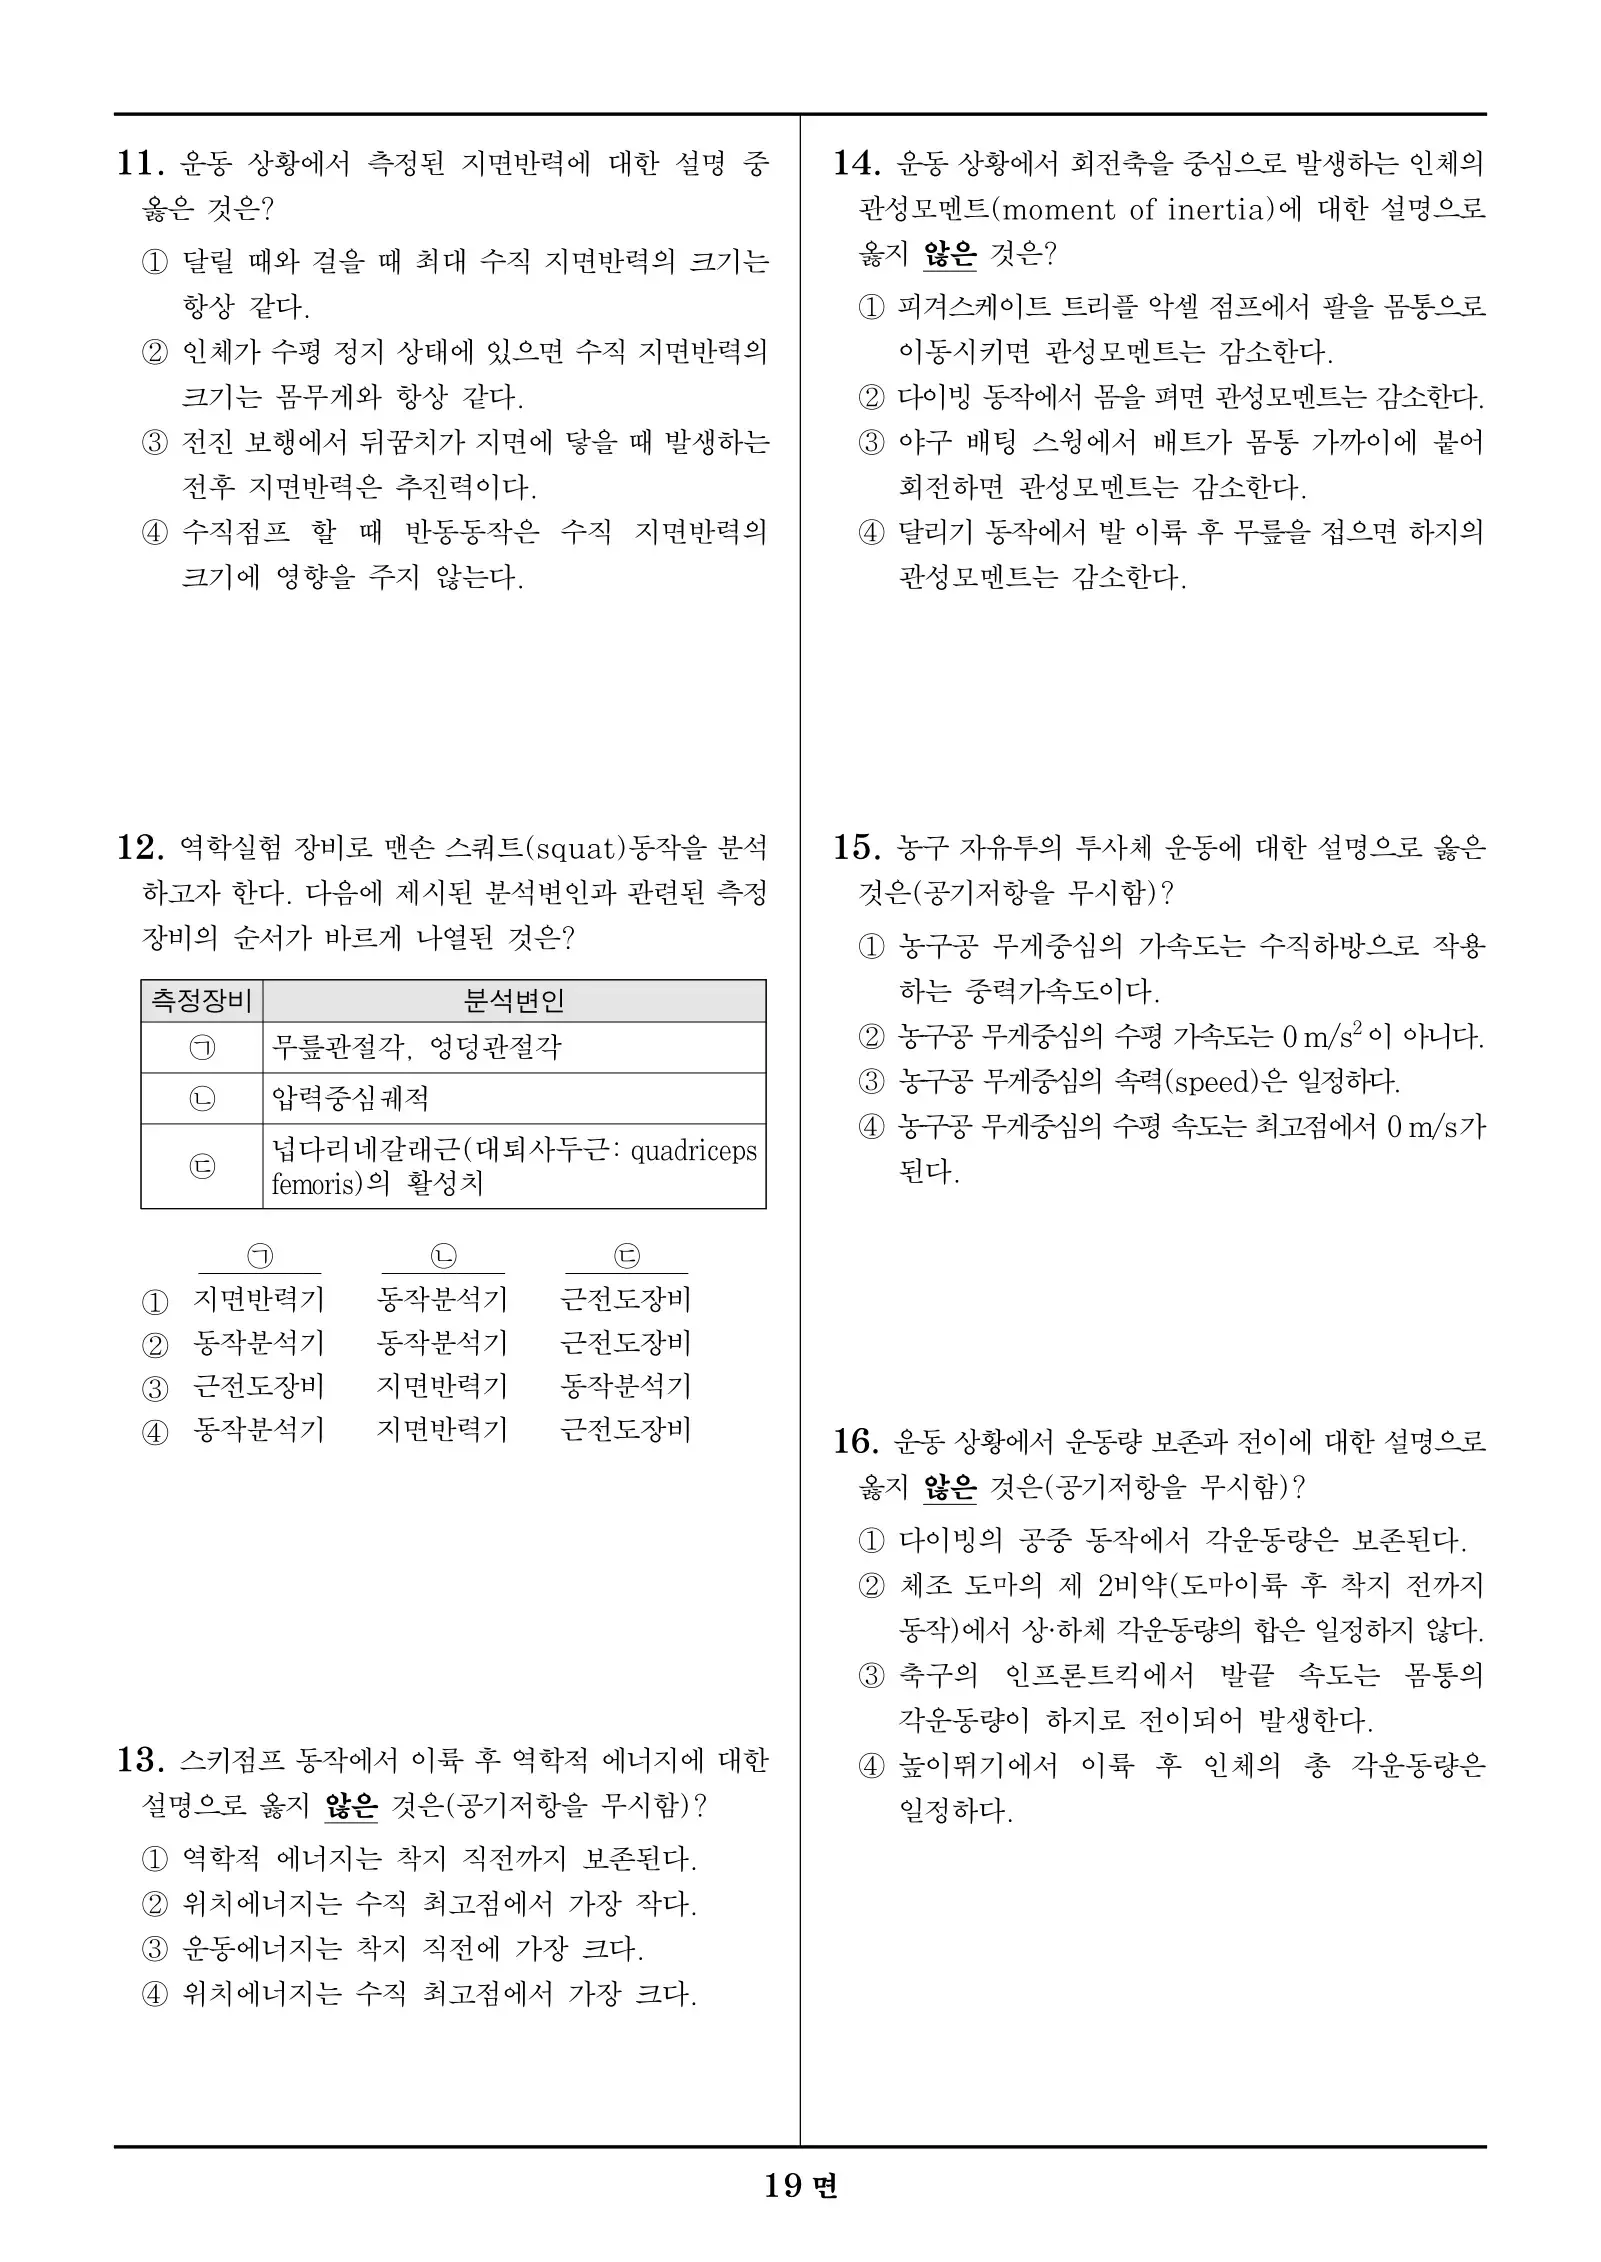 11. 운동 상황에서 측정된 지면반력에 대한 설명 중
옳은 것은?
① 달릴 때와 걸을 때 최대 수직 지면반력의 크기는
항상 같다.
② 인체가 수평 정지 상태에 있으면 수직 지면반력의
크기는 몸무게와 항상 같다.
③ 전진 보행에서 뒤꿈치가 지면에 닿을 때 발생하는
전후 지면반력은 추진력이다.
④ 수직점프 할 때 반동동작은 수직 지면반력의
크기에 영향을 주지 않는다.
12. 역학실험 장비로 맨손 스쿼트(squat)동작을 분석
하고자 한다. 다음에 제시된 분석변인과 관련된 측정
장비의 순서가 바르게 나열된 것은?
측정장비 분석변인
㉠ 무릎관절각, 엉덩관절각
㉡ 압력중심궤적
㉢ 넙다리네갈래근(대퇴사두근: quadriceps
femoris)의 활성치
㉠ ㉡ ㉢
① 지면반력기 동작분석기 근전도장비
② 동작분석기 동작분석기 근전도장비
③ 근전도장비 지면반력기 동작분석기
④ 동작분석기 지면반력기 근전도장비
13. 스키점프 동작에서 이륙 후 역학적 에너지에 대한
설명으로 옳지 않은 것은(공기저항을 무시함)?
① 역학적 에너지는 착지 직전까지 보존된다.
② 위치에너지는 수직 최고점에서 가장 작다.
③ 운동에너지는 착지 직전에 가장 크다.
④ 위치에너지는 수직 최고점에서 가장 크다.
14. 운동 상황에서 회전축을 중심으로 발생하는 인체의
관성모멘트(moment of inertia)에 대한 설명으로
옳지 않은 것은?
① 피겨스케이트 트리플 악셀 점프에서 팔을 몸통으로
이동시키면 관성모멘트는 감소한다.
② 다이빙 동작에서 몸을 펴면 관성모멘트는 감소한다.
③ 야구 배팅 스윙에서 배트가 몸통 가까이에 붙어
회전하면 관성모멘트는 감소한다.
④ 달리기 동작에서 발 이륙 후 무릎을 접으면 하지의
관성모멘트는 감소한다.
15. 농구 자유투의 투사체 운동에 대한 설명으로 옳은
것은(공기저항을 무시함)?
① 농구공 무게중심의 가속도는 수직하방으로 작용
하는 중력가속도이다.
② 농구공 무게중심의 수평 가속도는 0 m/s²이 아니다.
③ 농구공 무게중심의 속력(speed)은 일정하다.
④ 농구공 무게중심의 수평 속도는 최고점에서 0 m/s가
된다.
16. 운동 상황에서 운동량 보존과 전이에 대한 설명으로
옳지 않은 것은(공기저항을 무시함)?
① 다이빙의 공중 동작에서 각운동량은 보존된다.
② 체조 도마의 제 2비약(도마이륙 후 착지 전까지
동작)에서 상·하체 각운동량의 합은 일정하지 않다.
③ 축구의 인프론트킥에서 발끝 속도는 몸통의
각운동량이 하지로 전이되어 발생한다.
④ 높이뛰기에서 이륙 후 인체의 총 각운동량은
일정하다.
19 면